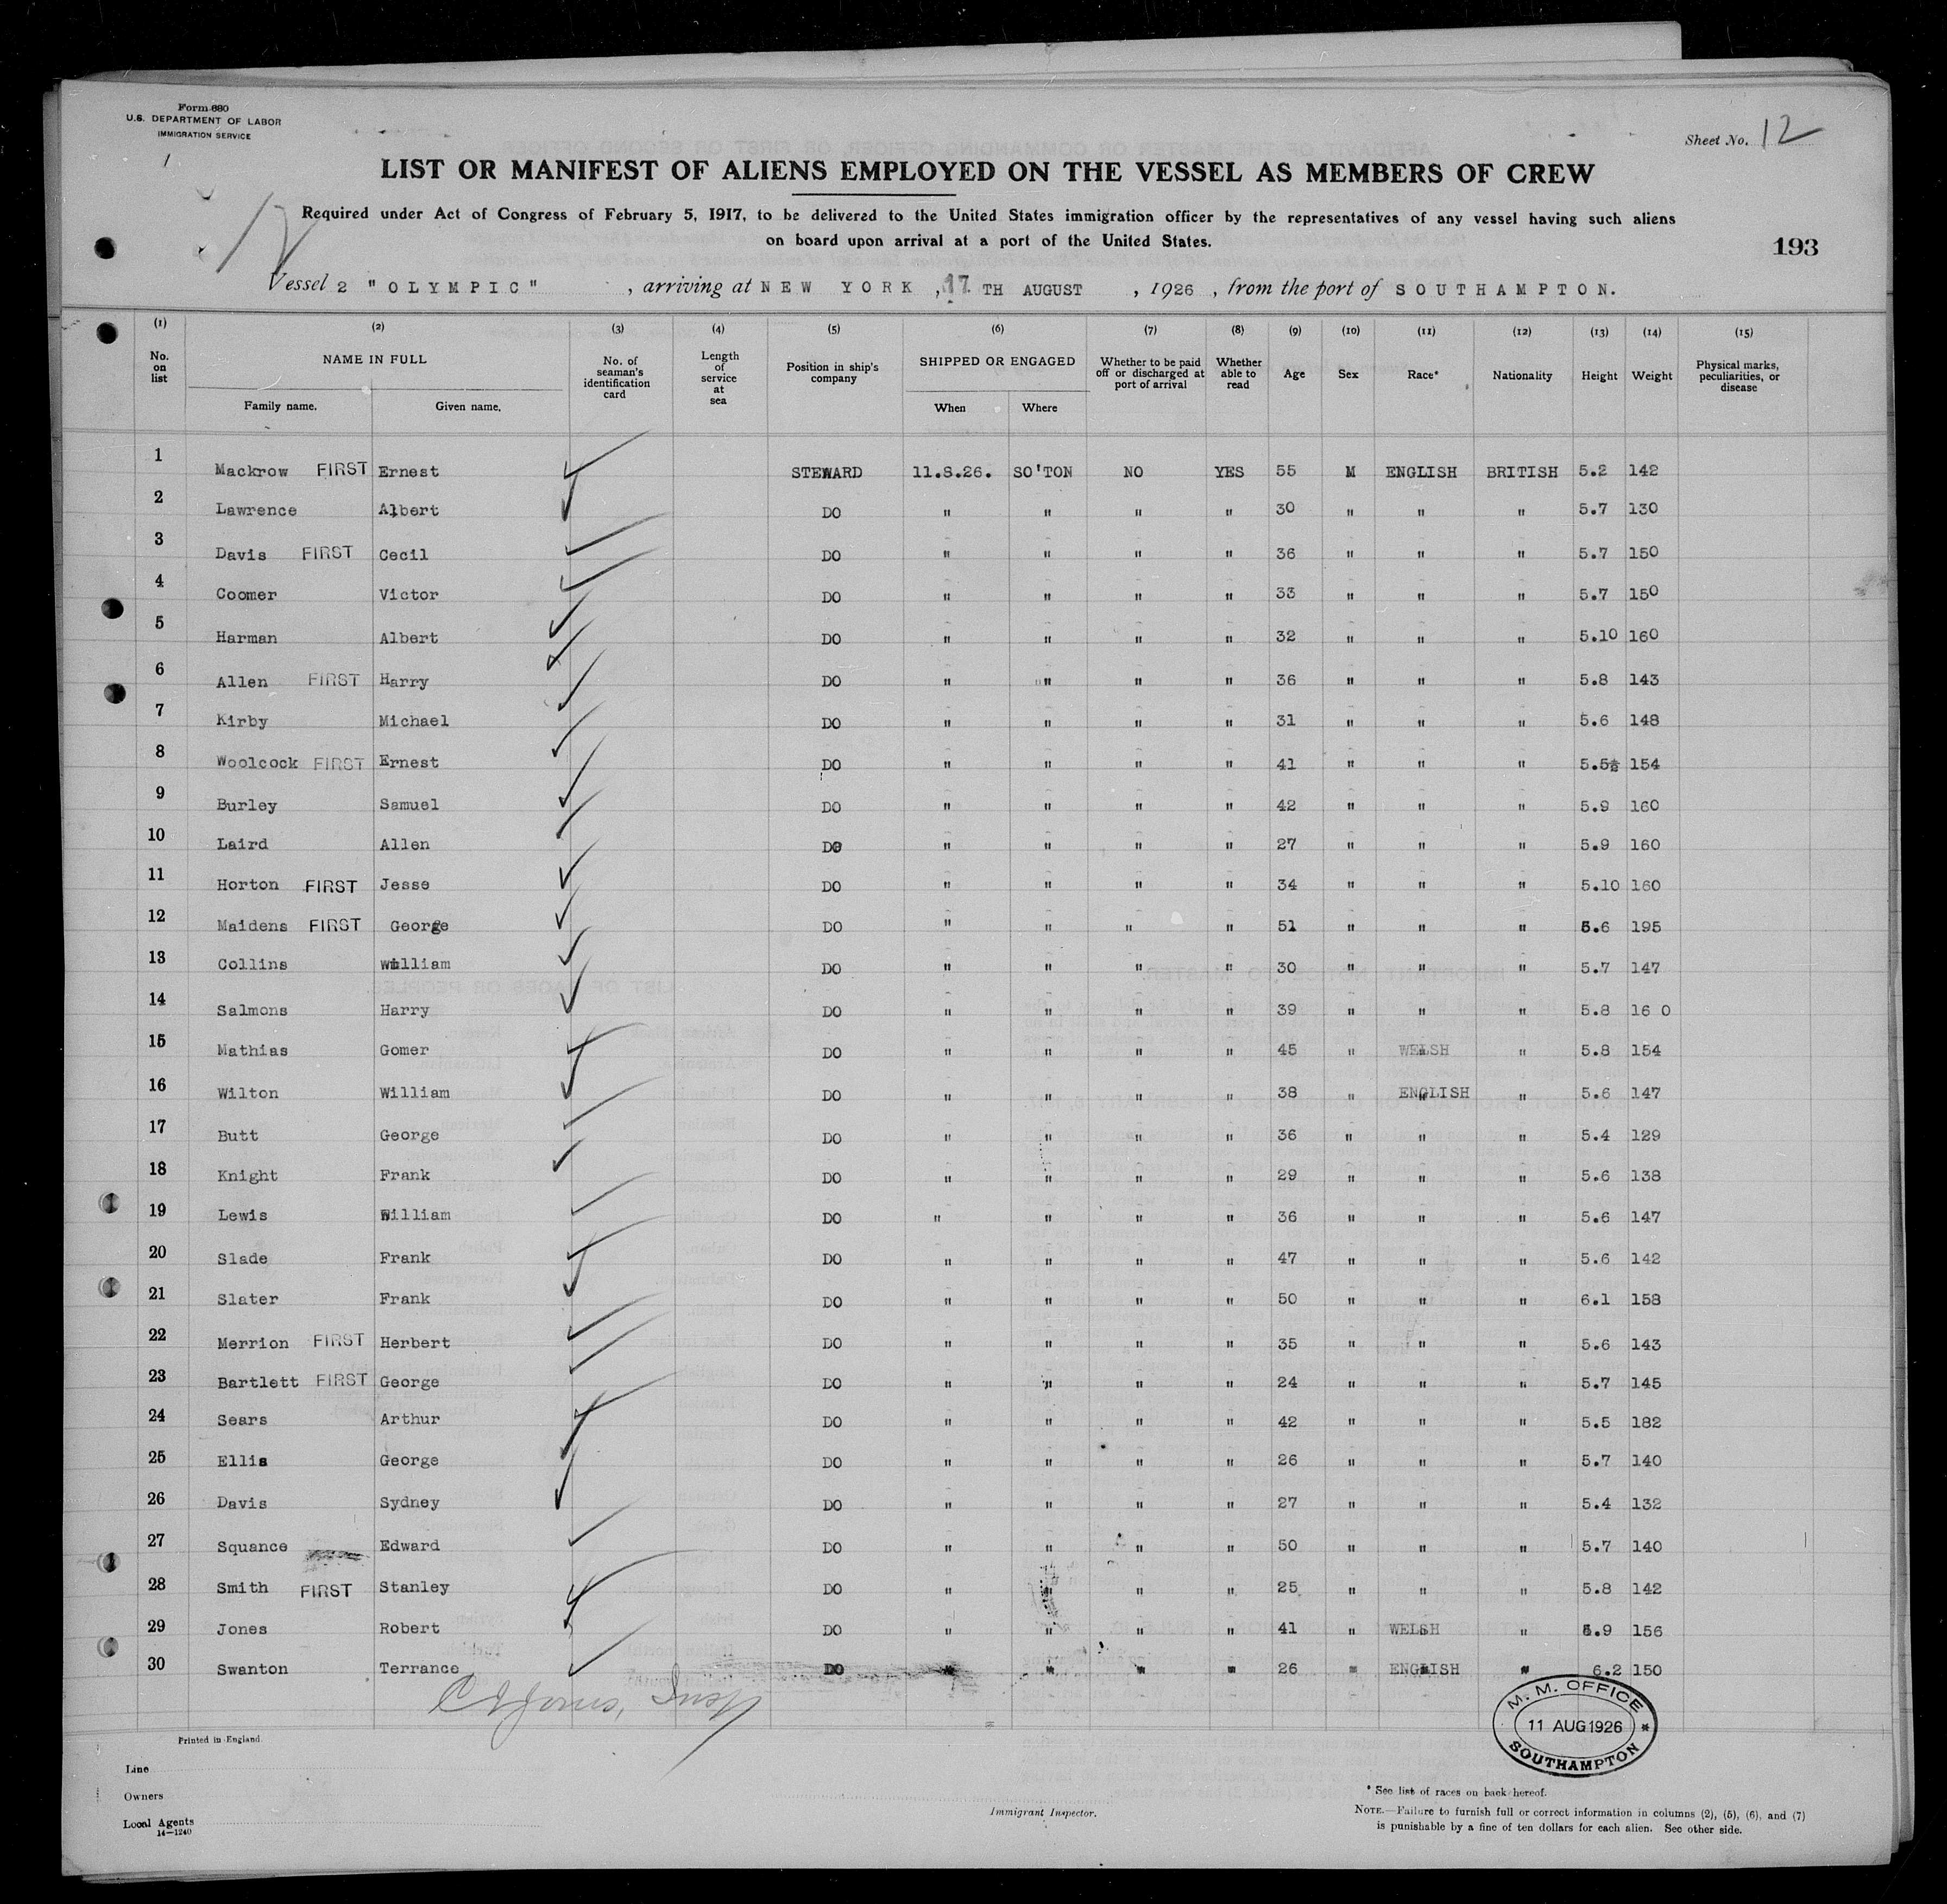 Form 680
U.S. DEPARTMENT OF LABOR
IMMIGRATION SERVICE
Sheet No. 12
LIST OR MANIFEST OF ALIENS EMPLOYED ON THE VESSEL AS MEMBERS OF CREW
Required under Act of Congress of February 5, 1917, to be delivered to the United States immigration officer by the representatives of any vessel having such aliens
on board upon arrival at a port of the United States.
193
Vessel 2 "OLYMPIC" , arriving at NEW YORK , 17 TH AUGUST , 1926 , from the port of SOUTHAMPTON.
(1) (2) (3) (4) (5) (6) (7) (8) (9) (10) (11) (12) (13) (14) (15)
No. on list NAME IN FULL Family name. Given name. No. of seaman's identification card Length of service at sea Position in ship's company SHIPPED OR ENGAGED When Where Whether to be paid off or discharged at port of arrival Whether able to read Age Sex Race* Nationality Height Weight Physical marks, peculiarities, or disease
1 Mackrow FIRST Ernest STEWARD 11.8.26. SO'TON NO YES 55 M ENGLISH BRITISH 5.2 142
2 Lawrence Albert DO " " " " 30 " " " 5.7 130
3 Davis FIRST Cecil DO " " " " 36 " " " 5.7 150
4 Coomer Victor DO " " " " 33 " " " 5.7 150
5 Harman Albert DO " " " " 32 " " " 5.10 160
6 Allen FIRST Harry DO " " " " 36 " " " 5.8 143
7 Kirby Michael DO " " " " 31 " " " 5.6 148
8 Woolcock FIRST Ernest DO " " " " 41 " " " 5.5½ 154
9 Burley Samuel DO " " " " 42 " " " 5.9 160
10 Laird Allen DO " " " " 27 " " " 5.9 160
11 Horton FIRST Jesse DO " " " " 34 " " " 5.10 160
12 Maidens FIRST George DO " " " " 51 " " " 5.6 195
13 Collins William DO " " " " 30 " " " 5.7 147
14 Salmons Harry DO " " " " 39 " " " 5.8 16 0
15 Mathias Gomer DO " " " " 45 " WELSH " 5.8 154
16 Wilton William DO " " " " 38 " ENGLISH " 5.6 147
17 Butt George DO " " " " 36 " " " 5.4 129
18 Knight Frank DO " " " " 29 " " " 5.6 138
19 Lewis William DO " " " " 36 " " " 5.6 147
20 Slade Frank DO " " " " 47 " " " 5.6 142
21 Slater Frank DO " " " " 50 " " " 6.1 158
22 Merrion FIRST Herbert DO " " " " 35 " " " 5.6 143
23 Bartlett FIRST George DO " " " " 24 " " " 5.7 145
24 Sears Arthur DO " " " " 42 " " " 5.5 182
25 Ellis George DO " " " " 26 " " " 5.7 140
26 Davis Sydney DO " " " " 27 " " " 5.4 132
27 Squance Edward DO " " " " 50 " " " 5.7 140
28 Smith FIRST Stanley DO " " " " 25 " " " 5.8 142
29 Jones Robert DO " " " " 41 " WELSH " 5.9 156
30 Swanton Terrance DO " " " " 26 " ENGLISH " 6.2 150
M. M. OFFICE
11 AUG 1926
SOUTHAMPTON
Printed in England.
Line
Owners
Local Agents
14—1240
Immigrant Inspector.
* See list of races on back hereof.
NOTE.—Failure to furnish full or correct information in columns (2), (5), (6), and (7)
is punishable by a fine of ten dollars for each alien. See other side.